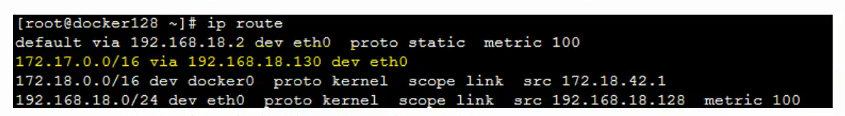 [root@docker128 ~]# ip route
default via 192.168.18.2 dev eth0  proto static  metric 100
172.17.0.0/16 via 192.168.18.130 dev eth0
172.18.0.0/16 dev docker0  proto kernel  scope link  src 172.18.42.1
192.168.18.0/24 dev eth0  proto kernel  scope link  src 192.168.18.128  metric 100